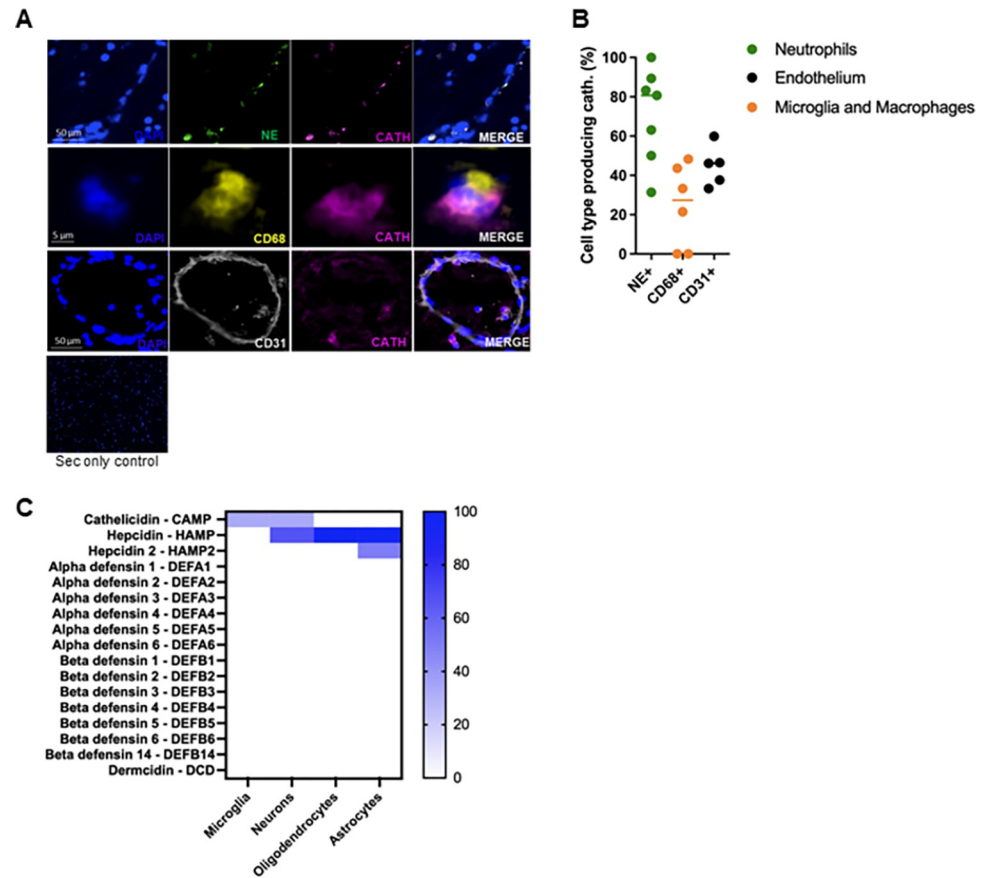 A
50 µm
DAPI
NE
CATH
MERGE
5 µm
DAPI
CD68
CATH
MERGE
50 µm
DAPI
CD31
CATH
MERGE
Sec only control
B
Cell type producing cath. (%)
100
80
60
40
20
0
NE+
CD68+
CD31+
Neutrophils
Endothelium
Microglia and Macrophages
C
Cathelicidin - CAMP
Hepcidin - HAMP
Hepcidin 2 - HAMP2
Alpha defensin 1 - DEFA1
Alpha defensin 2 - DEFA2
Alpha defensin 3 - DEFA3
Alpha defensin 4 - DEFA4
Alpha defensin 5 - DEFA5
Alpha defensin 6 - DEFA6
Beta defensin 1 - DEFB1
Beta defensin 2 - DEFB2
Beta defensin 3 - DEFB3
Beta defensin 4 - DEFB4
Beta defensin 5 - DEFB5
Beta defensin 6 - DEFB6
Beta defensin 14 - DEFB14
Dermcidin - DCD
Microglia
Neurons
Oligodendrocytes
Astrocytes
100
80
60
40
20
0